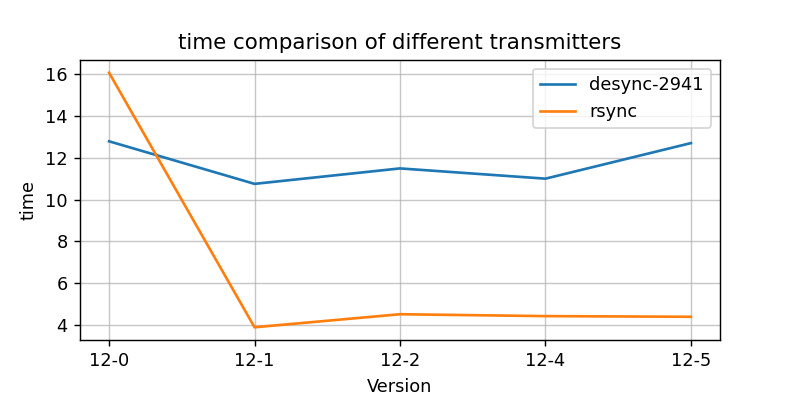 time comparison of different transmitters
desync-2941
rsync
16
14
12
10
8
6
4
time
12-0 12-1 12-2 12-4 12-5
Version